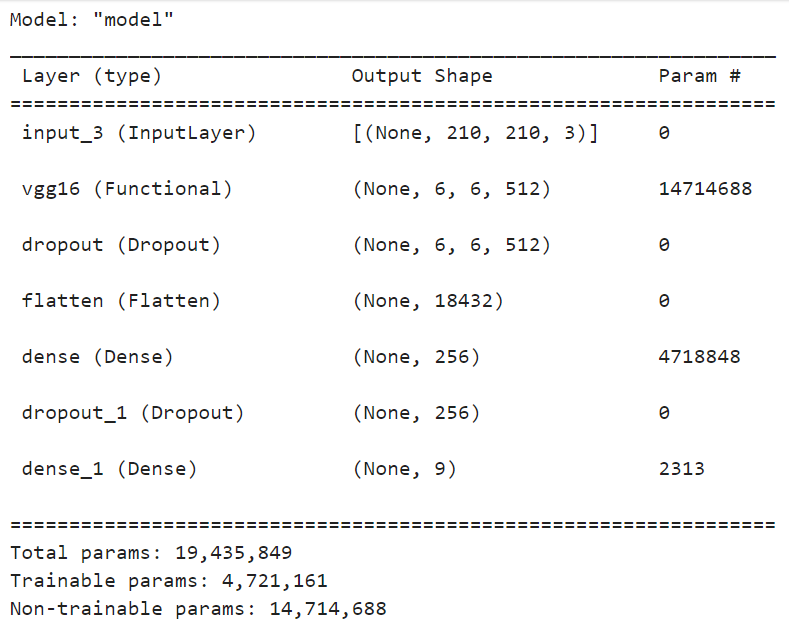 Model: "model"
_________________________________________________________________
Layer (type) Output Shape Param #
=================================================================
input_3 (InputLayer) [(None, 210, 210, 3)] 0
vgg16 (Functional) (None, 6, 6, 512) 14714688
dropout (Dropout) (None, 6, 6, 512) 0
flatten (Flatten) (None, 18432) 0
dense (Dense) (None, 256) 4718848
dropout_1 (Dropout) (None, 256) 0
dense_1 (Dense) (None, 9) 2313
=================================================================
Total params: 19,435,849
Trainable params: 4,721,161
Non-trainable params: 14,714,688